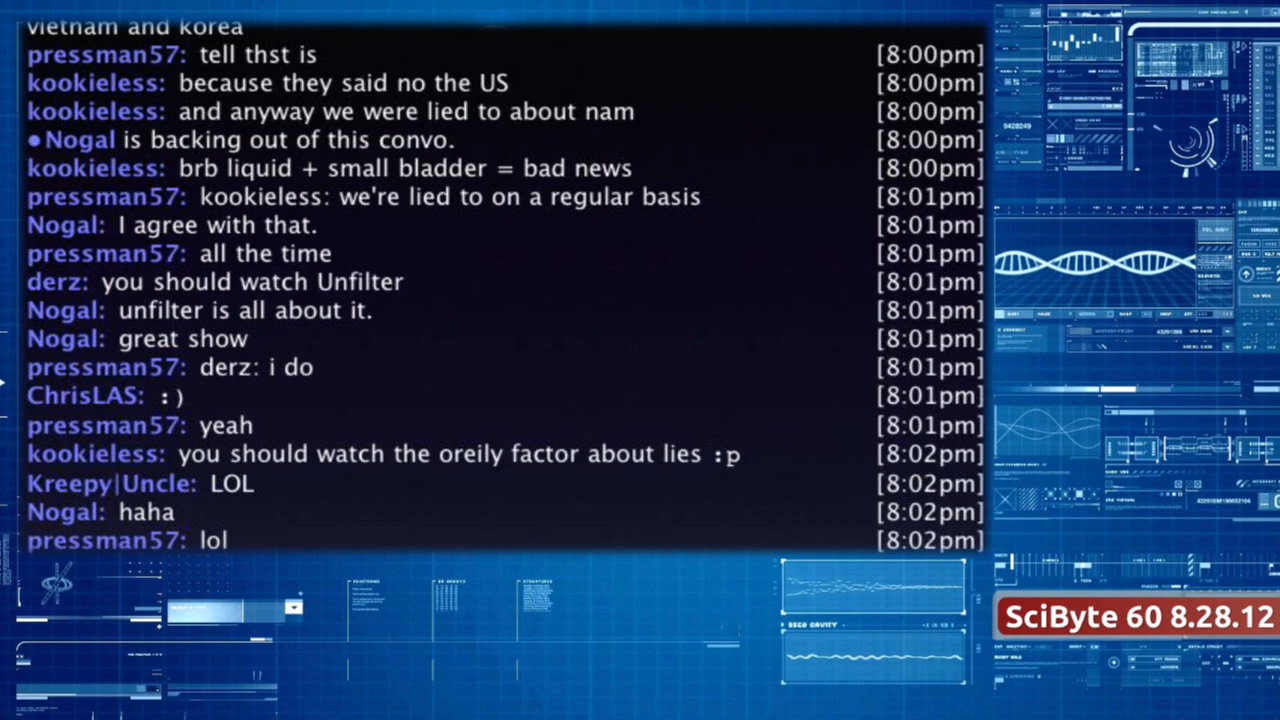 vietnam and korea
pressman57: tell thst is [8:00pm]
kookieless: because they said no the US [8:00pm]
kookieless: and anyway we were lied to about nam [8:00pm]
●Nogal is backing out of this convo. [8:00pm]
kookieless: brb liquid + small bladder = bad news [8:00pm]
pressman57: kookieless: we're lied to on a regular basis [8:01pm]
Nogal: I agree with that. [8:01pm]
pressman57: all the time [8:01pm]
derz: you should watch Unfilter [8:01pm]
Nogal: unfilter is all about it. [8:01pm]
Nogal: great show [8:01pm]
pressman57: derz: i do [8:01pm]
ChrisLAS: :) [8:01pm]
pressman57: yeah [8:01pm]
kookieless: you should watch the oreily factor about lies :p [8:02pm]
Kreepy|Uncle: LOL [8:02pm]
Nogal: haha [8:02pm]
pressman57: lol [8:02pm]
SciByte 60 8.28.12